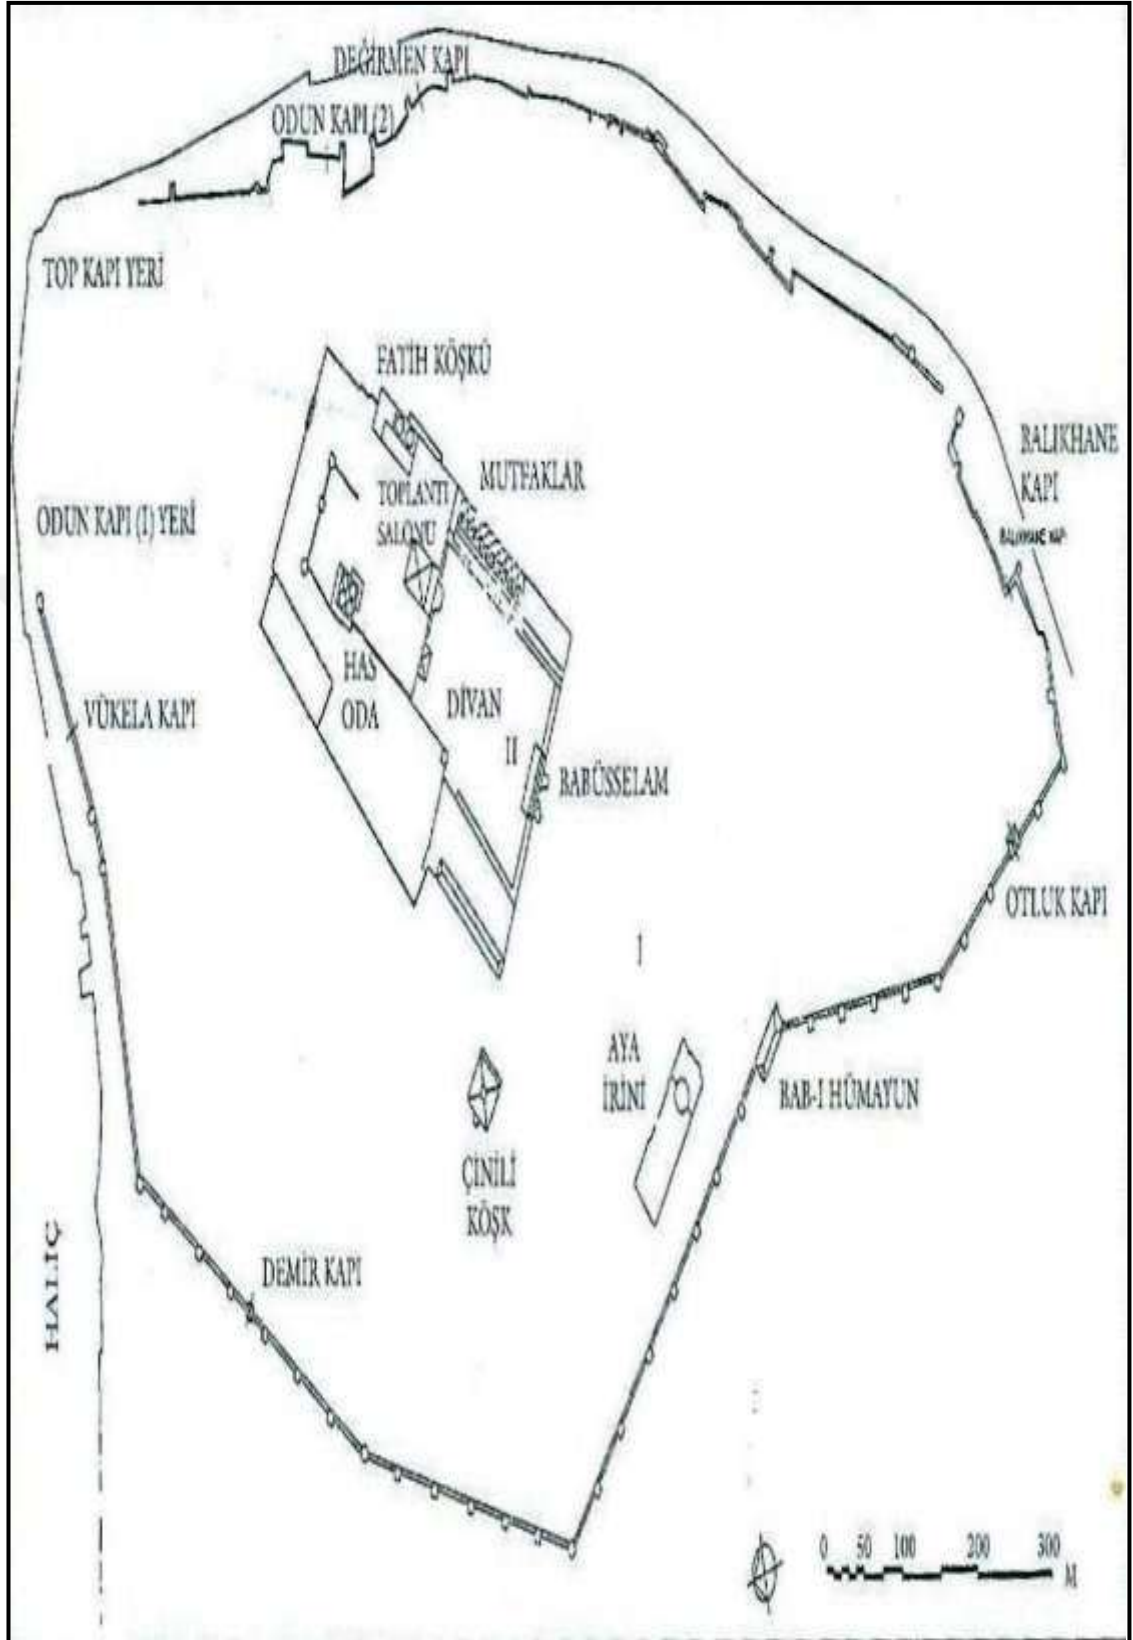 DEĞİRMEN KAPI
ODUN KAPI (2)
TOP KAPI YERİ
FATİH KÖŞKÜ
BALIKHANE
KAPI
MUTFAKLAR
TOPLANTI
SALONU
ODUN KAPI (I) YERİ
BALIKHANE KAPI
HAS
ODA
DİVAN
VÜKELA KAPI
II
BABÜSSELAM
OTLUK KAPI
I
AYA
İRİNİ
BAB-I HÜMAYUN
ÇİNİLİ
KÖŞK
HALİÇ
DEMİR KAPI
0 50 100 200 300
M